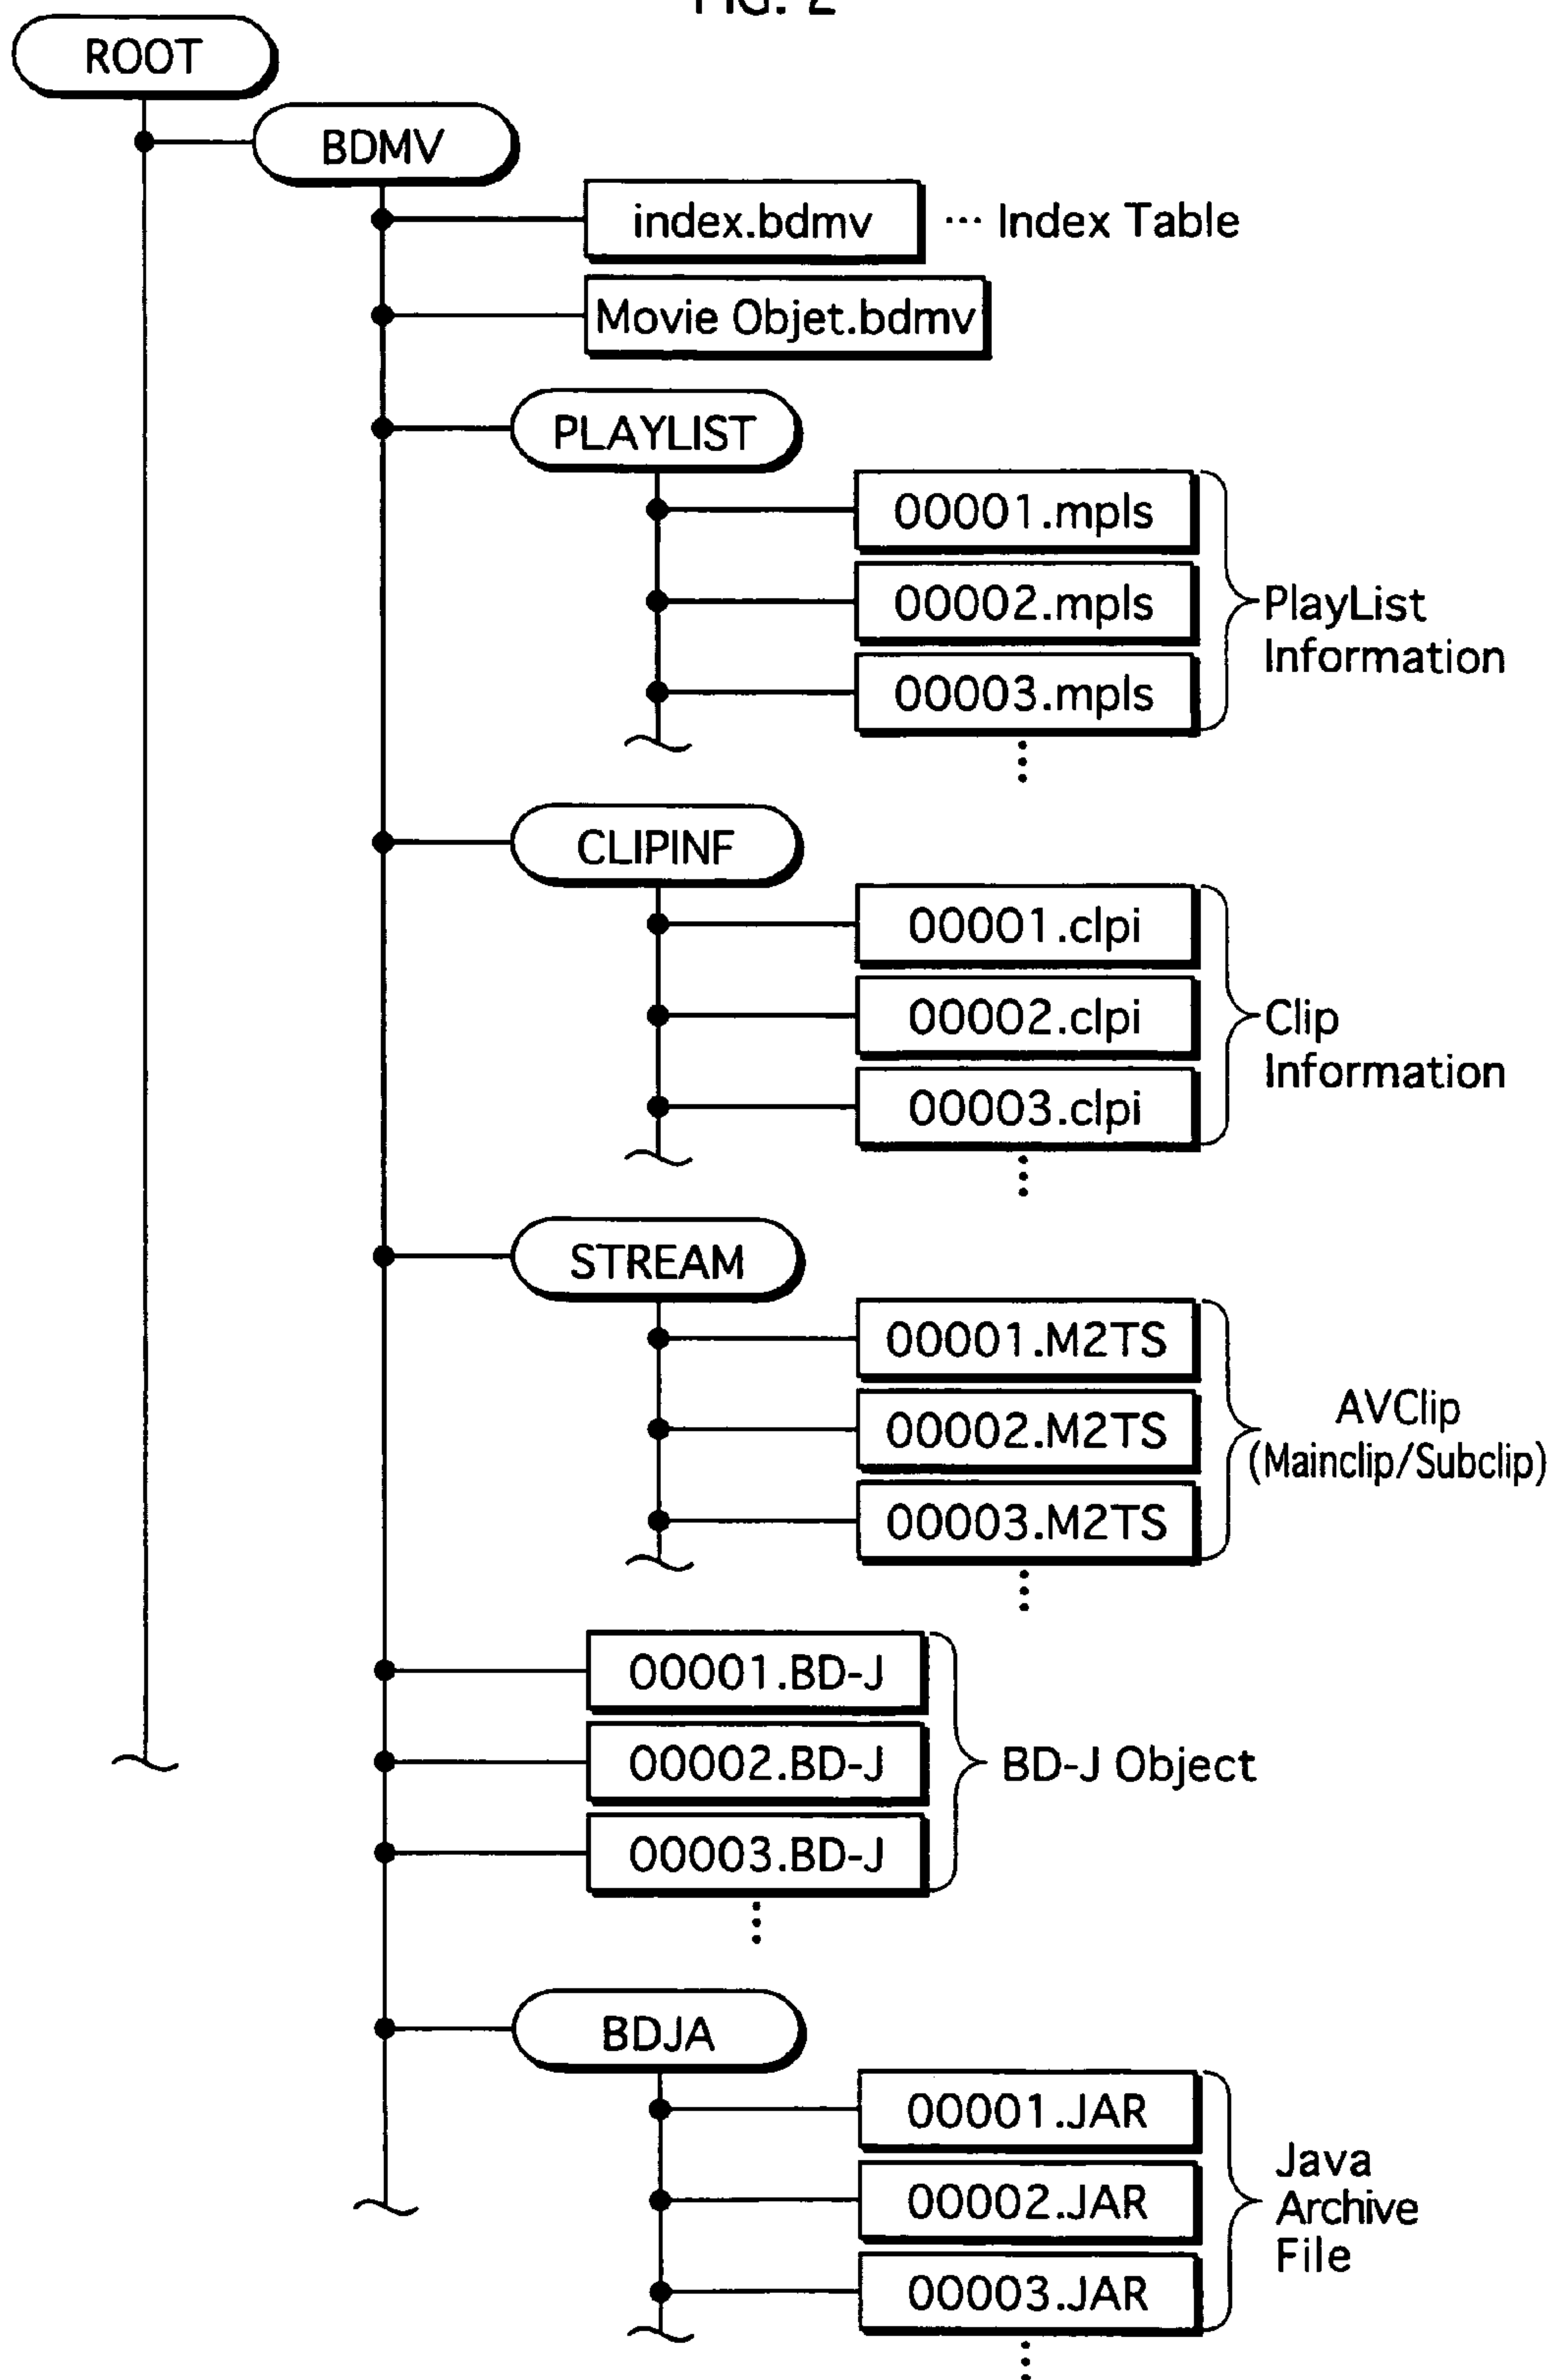 FIG. 2
ROOT
BDMV
index.bdmv ··· Index Table
Movie Objet.bdmv
PLAYLIST
00001.mpls
00002.mpls
00003.mpls
PlayList
Information
CLIPINF
00001.clpi
00002.clpi
00003.clpi
Clip
Information
STREAM
00001.M2TS
00002.M2TS
00003.M2TS
AVClip
(Mainclip/Subclip)
00001.BD-J
00002.BD-J
00003.BD-J
BD-J Object
BDJA
00001.JAR
00002.JAR
00003.JAR
Java
Archive
File